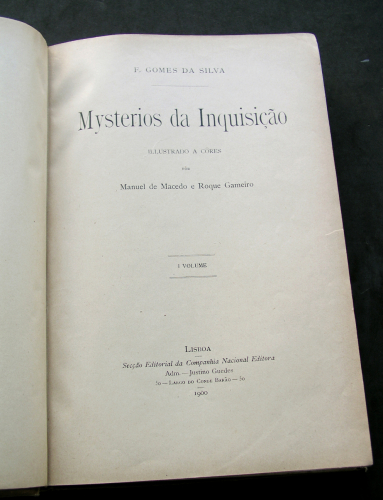 F. GOMES DA SILVA
Mysterios da Inquisição
ILLUSTRADO A CÔRES
POR
Manuel de Macedo e Roque Gameiro
I VOLUME
LISBOA
Secção Editorial da Companhia Nacional Editora
Adm. — Justino Guedes
50 — LARGO DO CONDE BARÃO — 50
1900